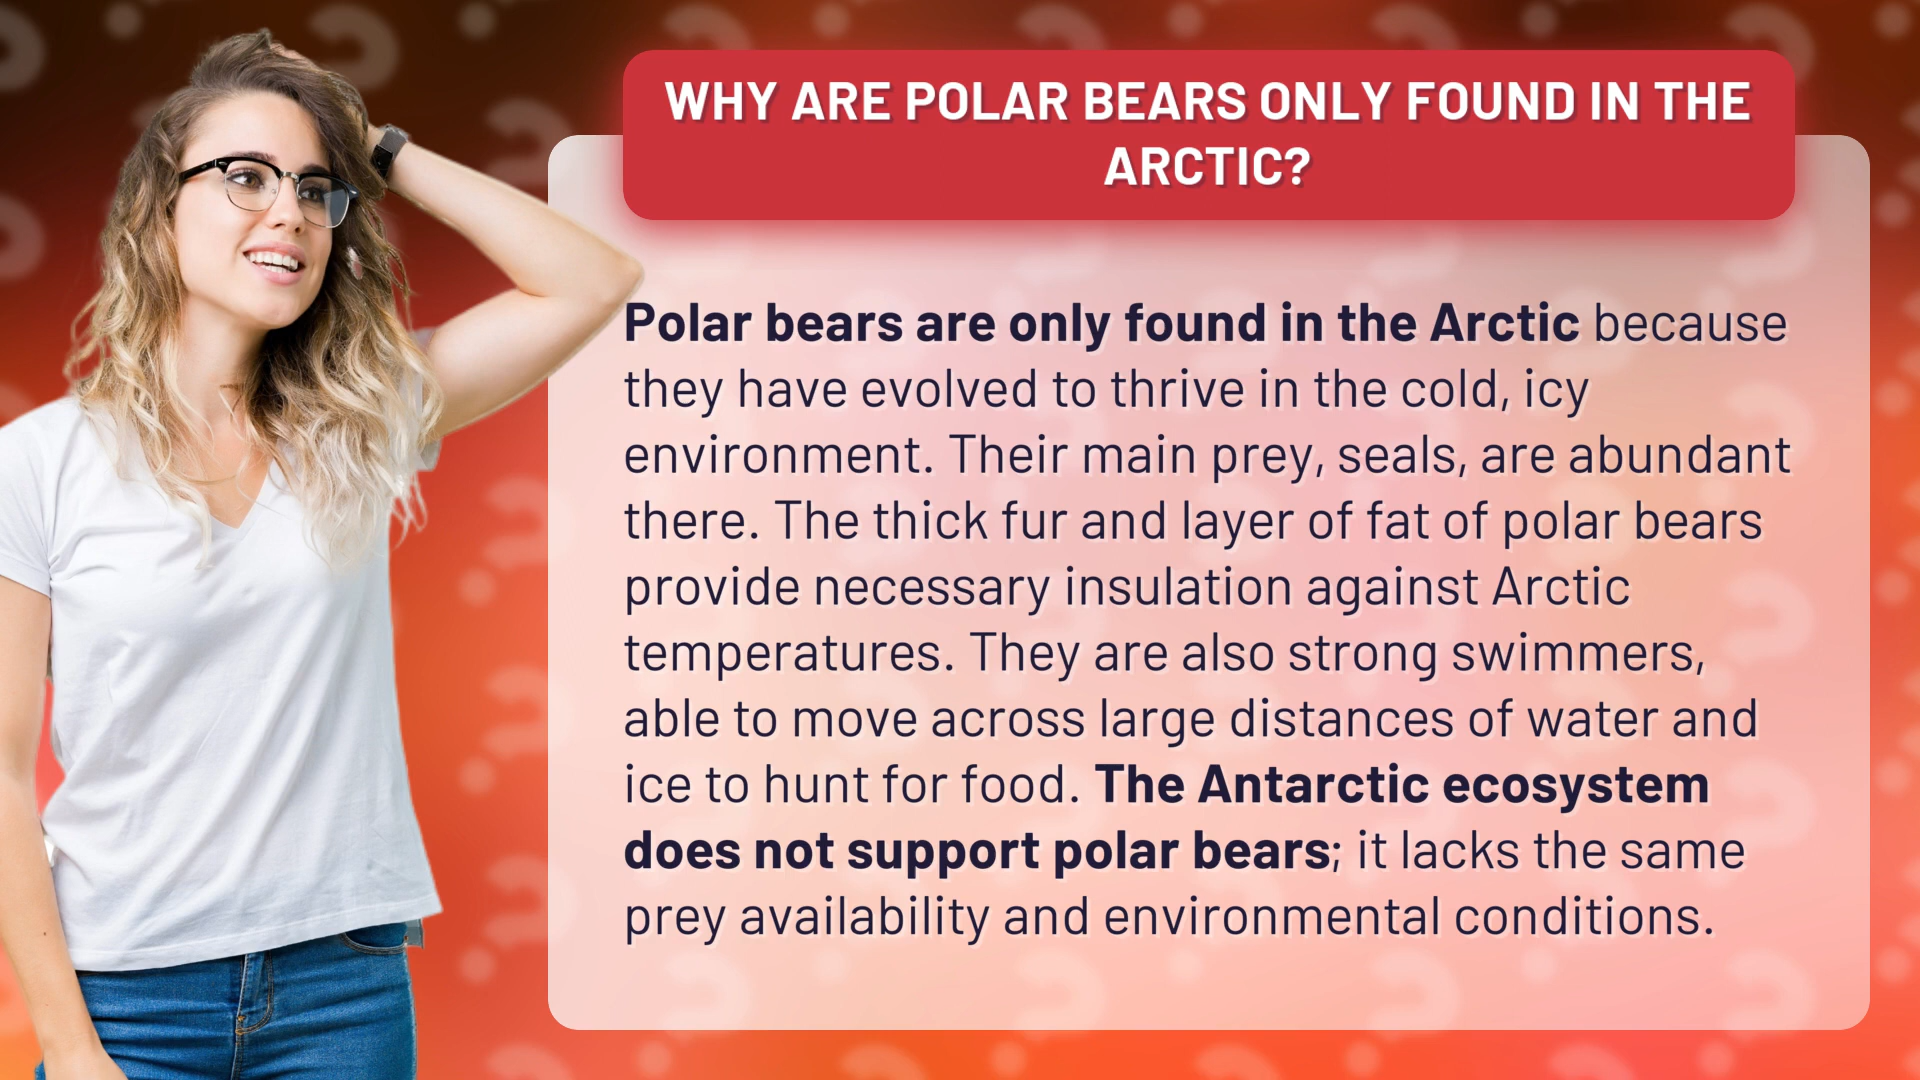 WHY ARE POLAR BEARS ONLY FOUND IN THE
ARCTIC?
Polar bears are only found in the Arctic because
they have evolved to thrive in the cold, icy
environment. Their main prey, seals, are abundant
there. The thick fur and layer of fat of polar bears
provide necessary insulation against Arctic
temperatures. They are also strong swimmers,
able to move across large distances of water and
ice to hunt for food. The Antarctic ecosystem
does not support polar bears; it lacks the same
prey availability and environmental conditions.